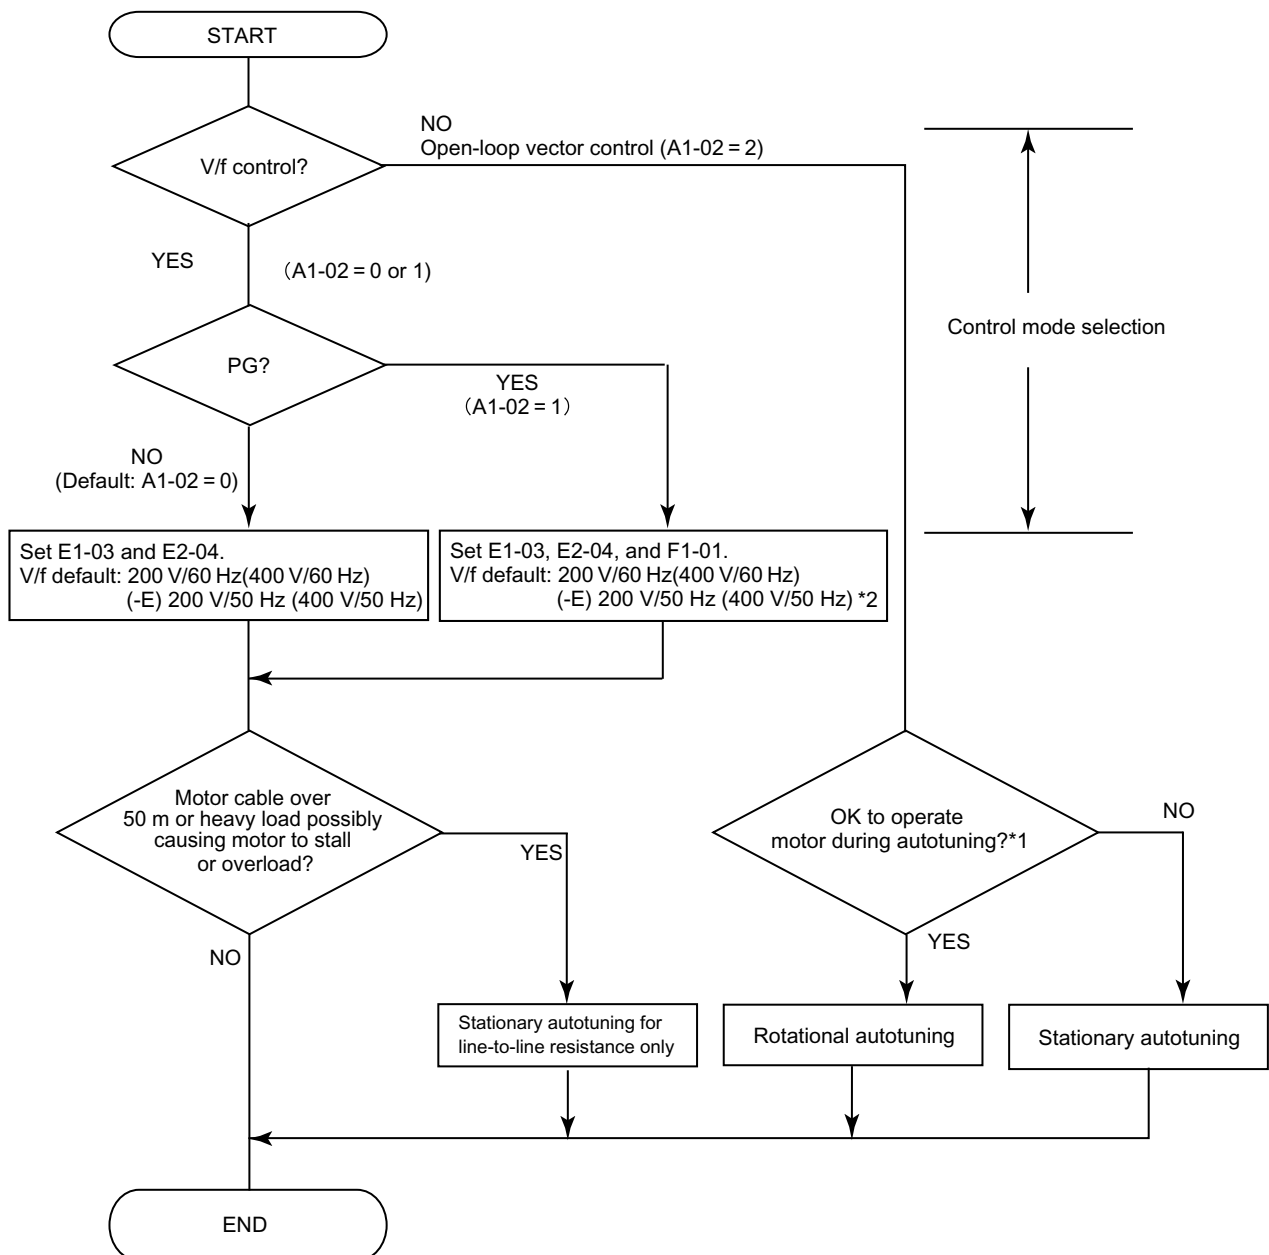 START
V/f control?
NO
Open-loop vector control (A1-02 = 2)
YES
(A1-02 = 0 or 1)
Control mode selection
PG?
YES
(A1-02 = 1)
NO
(Default: A1-02 = 0)
Set E1-03 and E2-04.
V/f default: 200 V/60 Hz(400 V/60 Hz)
(-E) 200 V/50 Hz (400 V/50 Hz)
Set E1-03, E2-04, and F1-01.
V/f default: 200 V/60 Hz(400 V/60 Hz)
(-E) 200 V/50 Hz (400 V/50 Hz) *2
Motor cable over
50 m or heavy load possibly
causing motor to stall
or overload?
YES
NO
OK to operate
motor during autotuning?*1
NO
YES
Stationary autotuning for
line-to-line resistance only
Rotational autotuning
Stationary autotuning
END